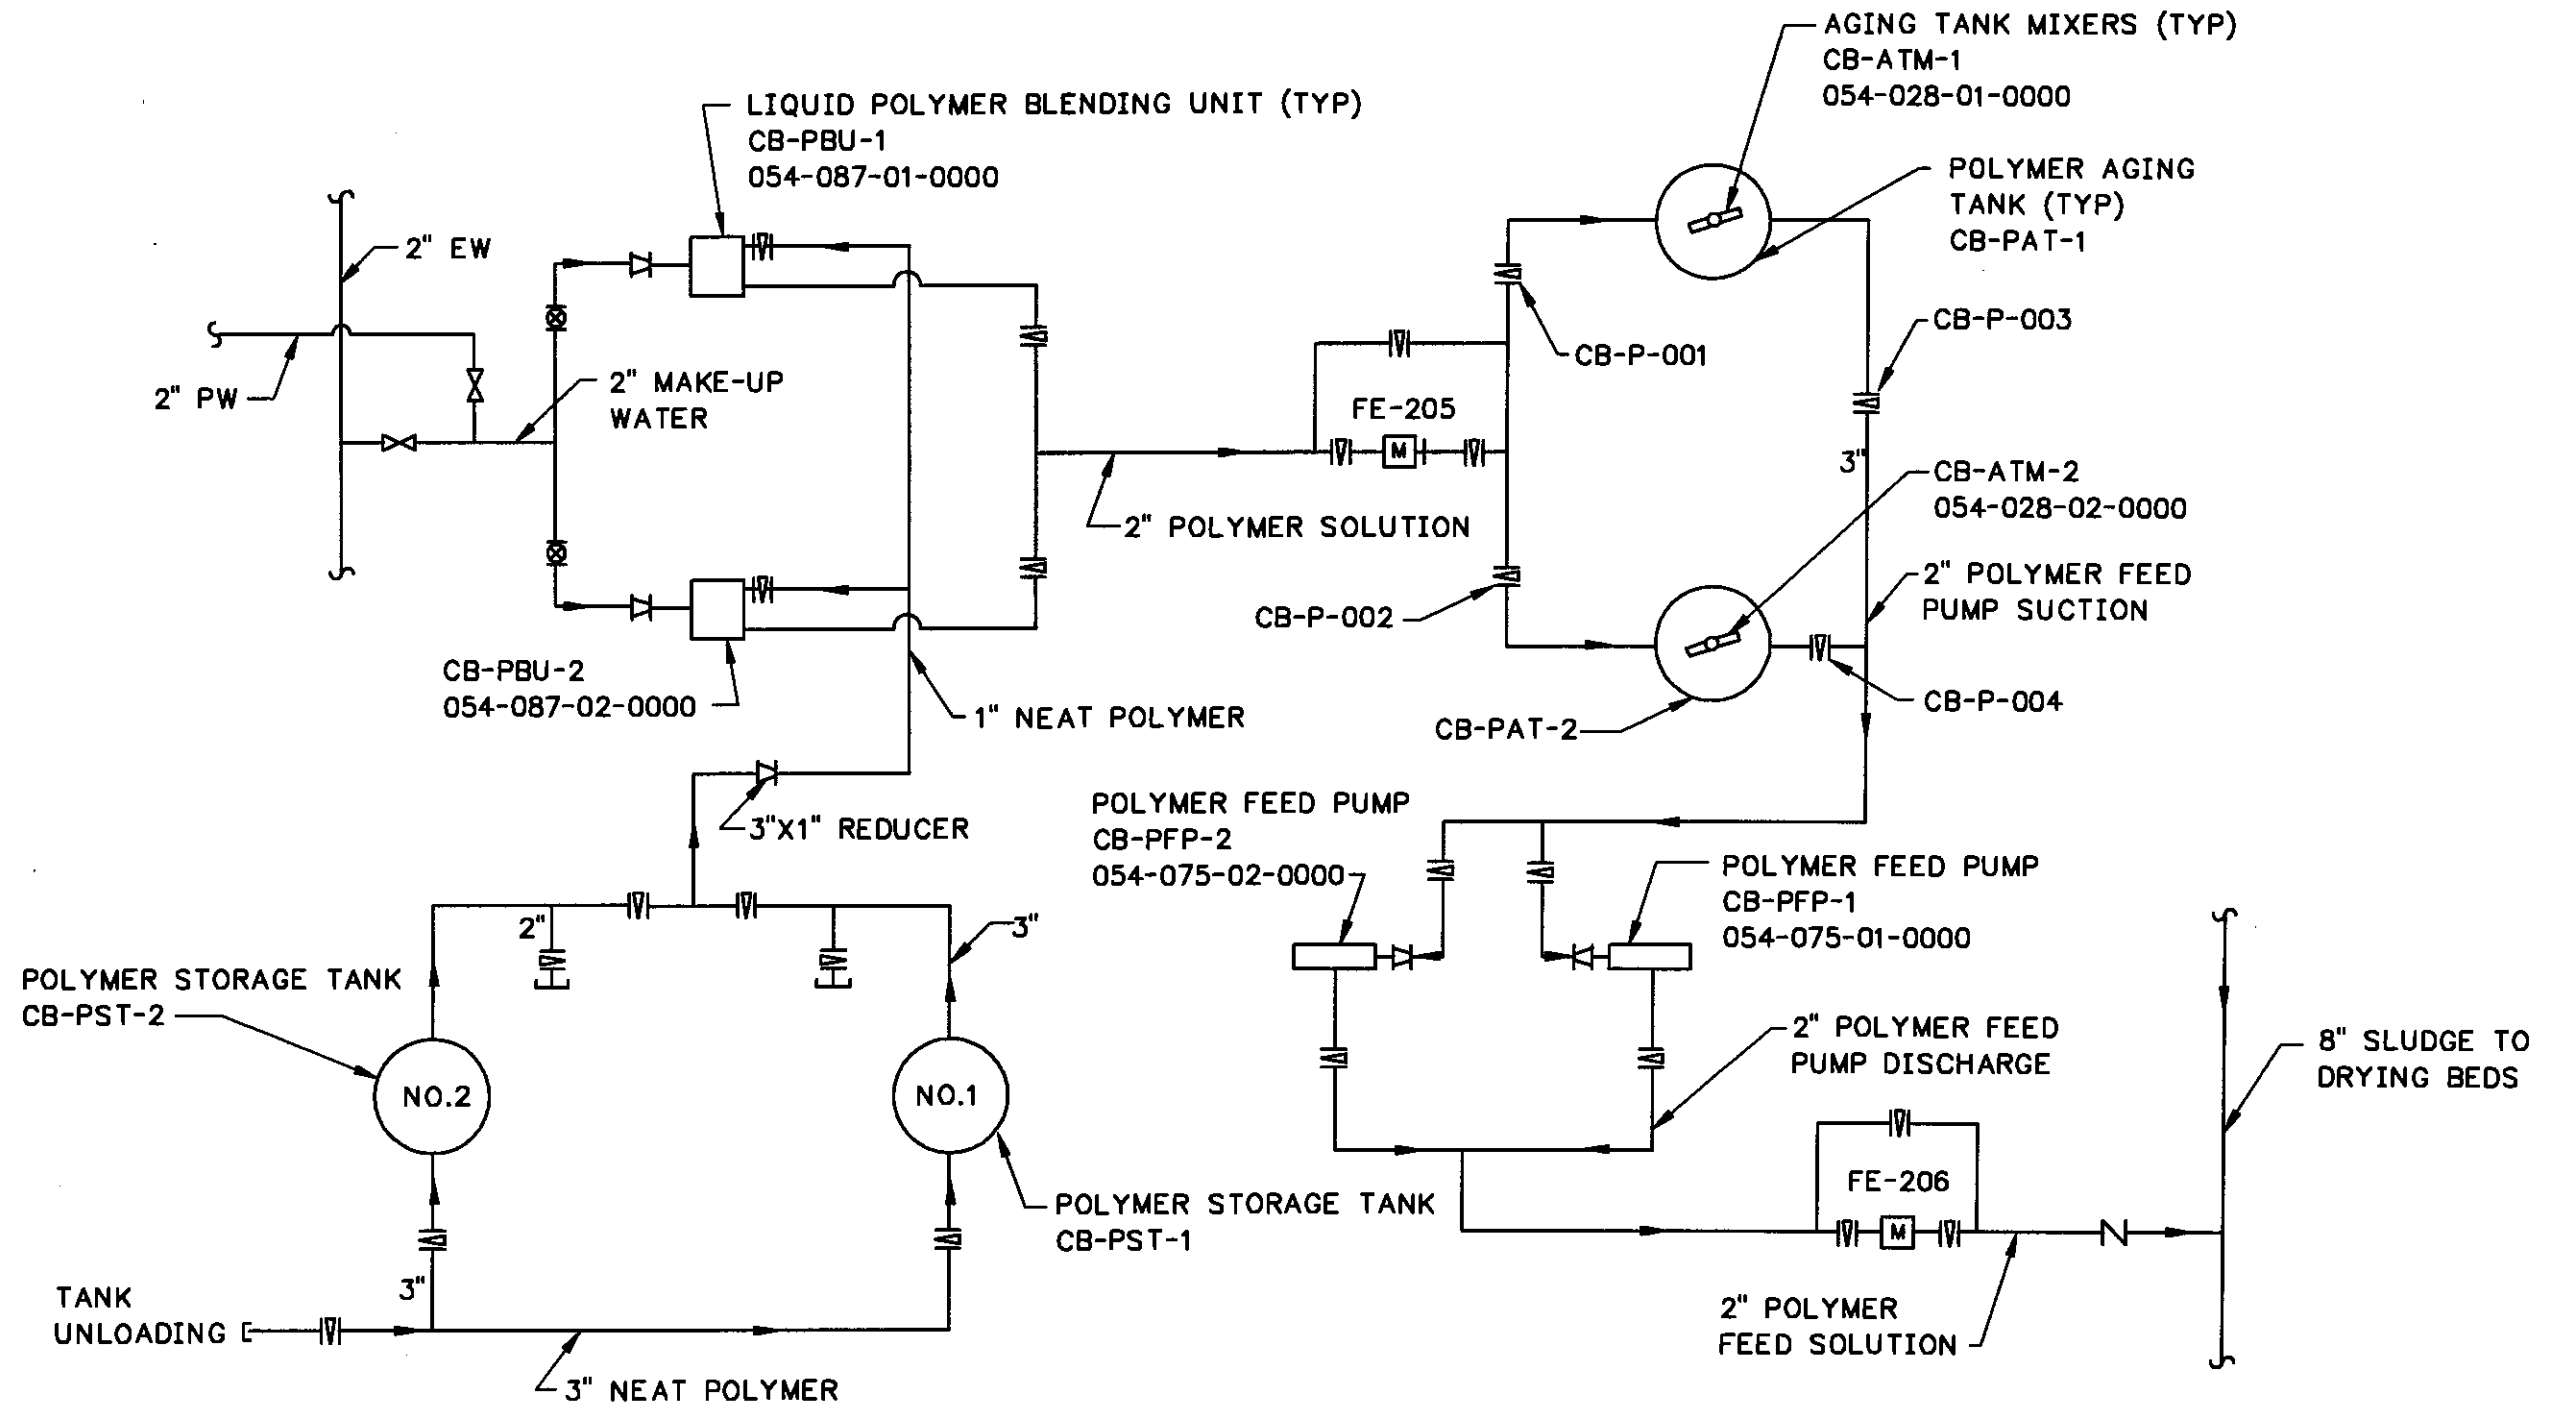 AGING TANK MIXERS (TYP)
CB-ATM-1
054-028-01-0000
LIQUID POLYMER BLENDING UNIT (TYP)
CB-PBU-1
054-087-01-0000
POLYMER AGING
TANK (TYP)
CB-PAT-1
2" EW
CB-P-003
CB-P-001
2" PW
2" MAKE-UP
WATER
FE-205
M
3"
CB-ATM-2
054-028-02-0000
2" POLYMER SOLUTION
2" POLYMER FEED
PUMP SUCTION
CB-P-002
CB-PBU-2
054-087-02-0000
1" NEAT POLYMER
CB-P-004
CB-PAT-2
3"X1" REDUCER
POLYMER FEED PUMP
CB-PFP-2
054-075-02-0000
POLYMER FEED PUMP
CB-PFP-1
054-075-01-0000
2"
3"
POLYMER STORAGE TANK
CB-PST-2
NO.2
NO.1
2" POLYMER FEED
PUMP DISCHARGE
8" SLUDGE TO
DRYING BEDS
POLYMER STORAGE TANK
CB-PST-1
FE-206
M
3"
TANK
UNLOADING
2" POLYMER
FEED SOLUTION
3" NEAT POLYMER